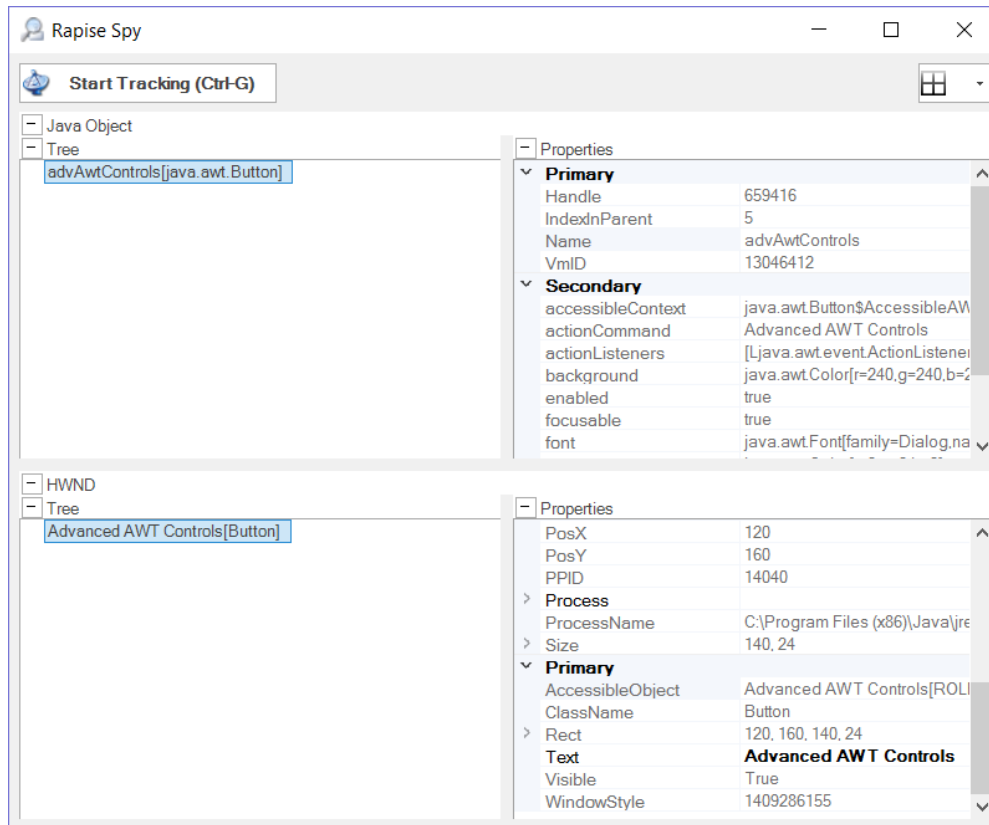 Rapise Spy
Start Tracking (Ctrl-G)
Java Object
Tree
advAwtControls[java.awt.Button]
Properties
Primary
Handle 659416
IndexInParent 5
Name advAwtControls
VmID 13046412
Secondary
accessibleContext java.awt.Button$AccessibleAW
actionCommand Advanced AWT Controls
actionListeners [Ljava.awt.event.ActionListener
background java.awt.Color[r=240,g=240,b=2
enabled true
focusable true
font java.awt.Font[family=Dialog,na
HWND
Tree
Advanced AWT Controls[Button]
Properties
PosX 120
PosY 160
PPID 14040
Process
ProcessName C:\Program Files (x86)\Java\jre
Size 140, 24
Primary
AccessibleObject Advanced AWT Controls[ROL
ClassName Button
Rect 120, 160, 140, 24
Text Advanced AWT Controls
Visible True
WindowStyle 1409286155